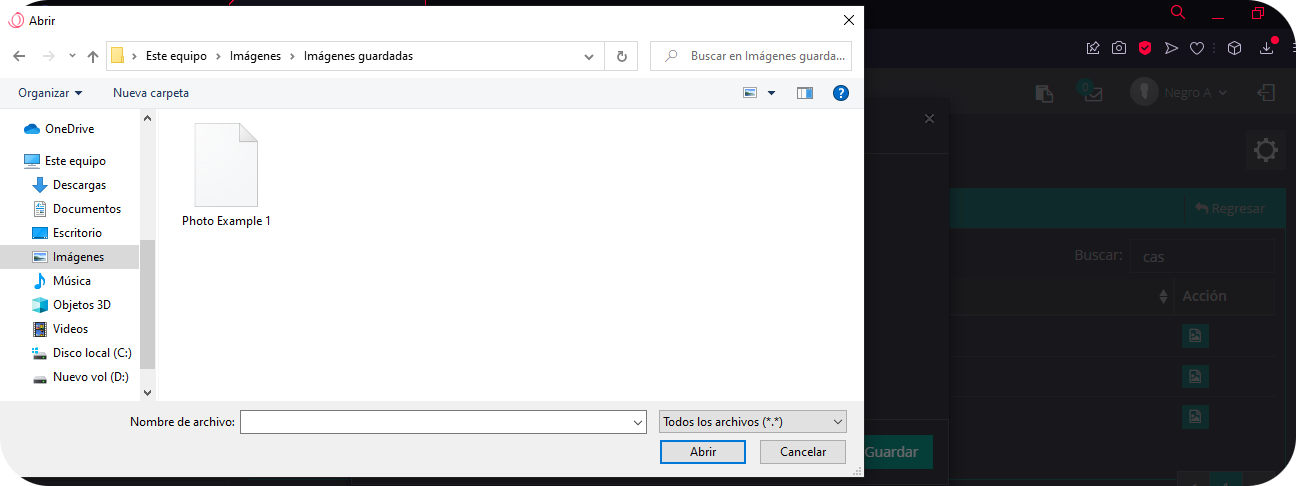 Abrir
Este equipo
Imágenes
Imágenes guardadas
Buscar en Imágenes guarda...
Organizar
Nueva carpeta
OneDrive
Este equipo
Descargas
Documentos
Escritorio
Imágenes
Música
Objetos 3D
Videos
Disco local (C:)
Nuevo vol (D:)
Photo Example 1
Nombre de archivo:
Todos los archivos (*.*)
Abrir
Cancelar
0
Negro A
Regresar
Buscar:
cas
Acción
Guardar